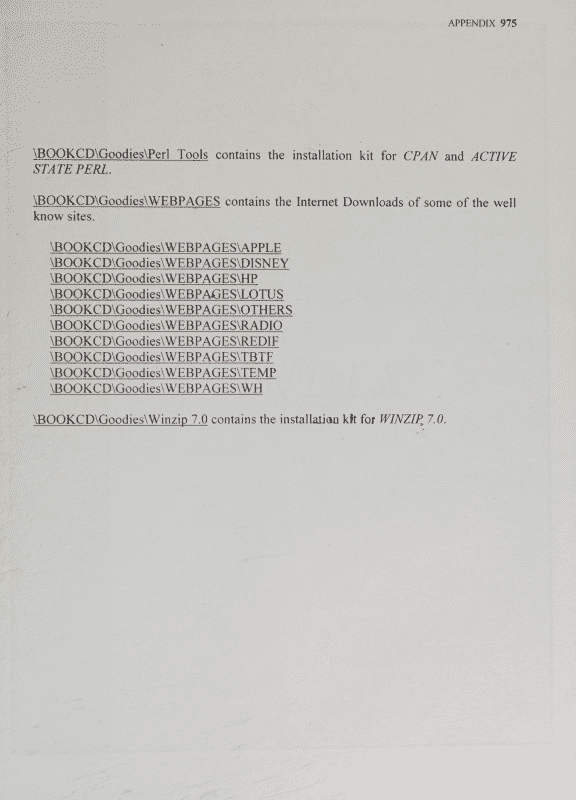 APPENDIX 975
\BOOKCD\Goodies\Perl Tools contains the installation kit for CPAN and ACTIVE
STATE PERL.
\BOOKCD\Goodies\WEBPAGES contains the Internet Downloads of some of the well
know sites.
\BOOKCD\Goodies\WEBPAGES\APPLE
\BOOKCD\Goodies\WEBPAGES\DISNEY
\BOOKCD\Goodies\WEBPAGES\HP
\BOOKCD\Goodies\WEBPAGES\LOTUS
\BOOKCD\Goodies\WEBPAGES\OTHERS
\BOOKCD\Goodies\WEBPAGES\RADIO
\BOOKCD\Goodies\WEBPAGES\REDIF
\BOOKCD\Goodies\WEBPAGES\TBTF
\BOOKCD\Goodies\WEBPAGES\TEMP
\BOOKCD\Goodies\WEBPAGES\WH
\BOOKCD\Goodies\Winzip 7.0 contains the installation kit for WINZIP 7.0.